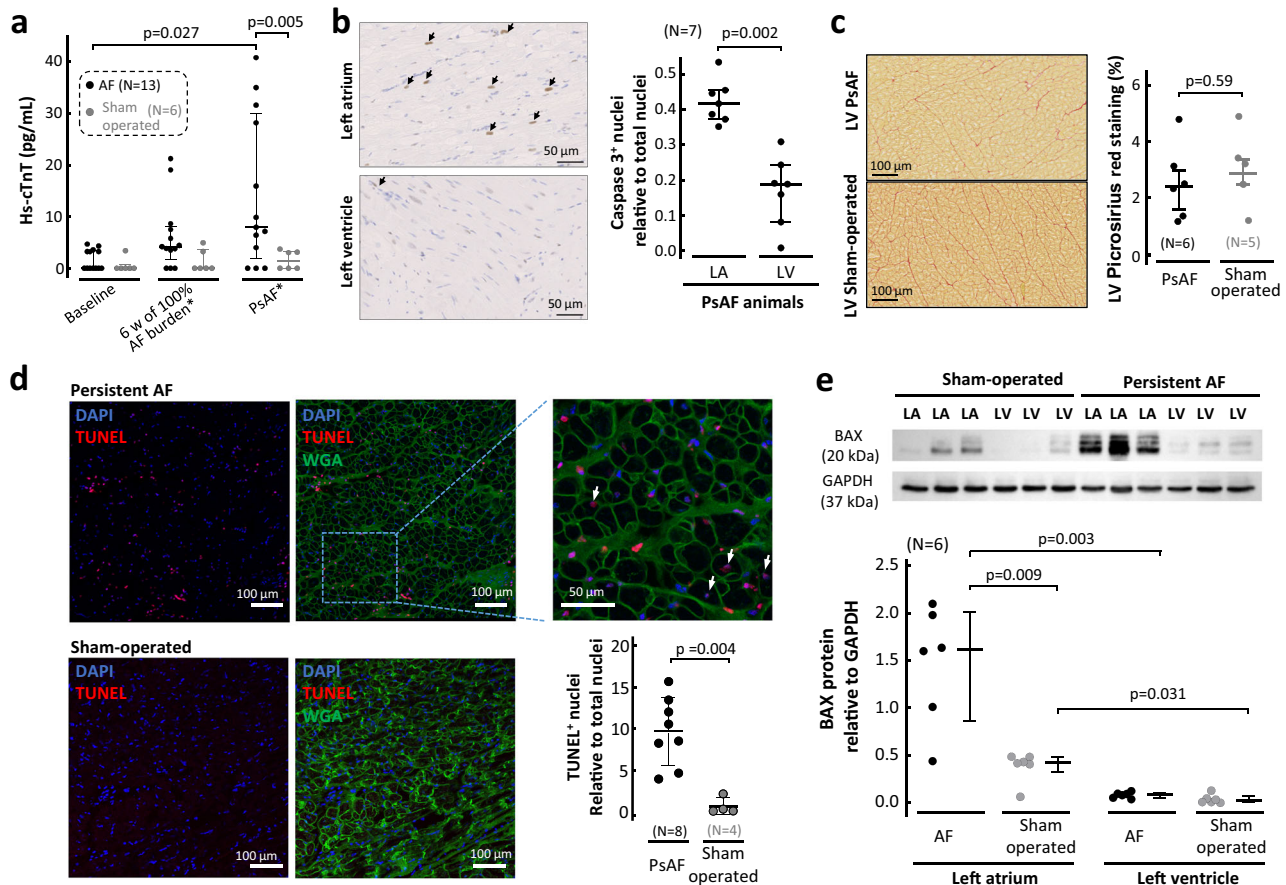 a
p=0.027
p=0.005
Hs-cTnT (pg/mL)
40
30
20
10
0
AF (N=13)
Sham (N=6)
operated
Baseline
6 w of 100%
AF burden*
PsAF*
b
Left atrium
50 µm
Left ventricle
50 µm
(N=7)
p=0.002
Caspase 3+ nuclei
relative to total nuclei
0.5
0.4
0.3
0.2
0.1
0.0
LA
LV
PsAF animals
c
LV PsAF
100 µm
LV Sham-operated
100 µm
LV Picrosirius red staining (%)
p=0.59
6
4
2
0
(N=6)
(N=5)
PsAF
Sham
operated
d
Persistent AF
DAPI
TUNEL
100 µm
DAPI
TUNEL
WGA
100 µm
50 µm
Sham-operated
DAPI
TUNEL
100 µm
DAPI
TUNEL
WGA
100 µm
TUNEL+ nuclei
Relative to total nuclei
p =0.004
20
15
10
5
0
(N=8)
(N=4)
PsAF
Sham
operated
e
Sham-operated
Persistent AF
LA LA LA LV LV LV LA LA LA LV LV LV
BAX
(20 kDa)
GAPDH
(37 kDa)
(N=6)
p=0.003
p=0.009
p=0.031
BAX protein
relative to GAPDH
2.5
2.0
1.5
1.0
0.5
0.0
AF
Sham
operated
AF
Sham
operated
Left atrium
Left ventricle